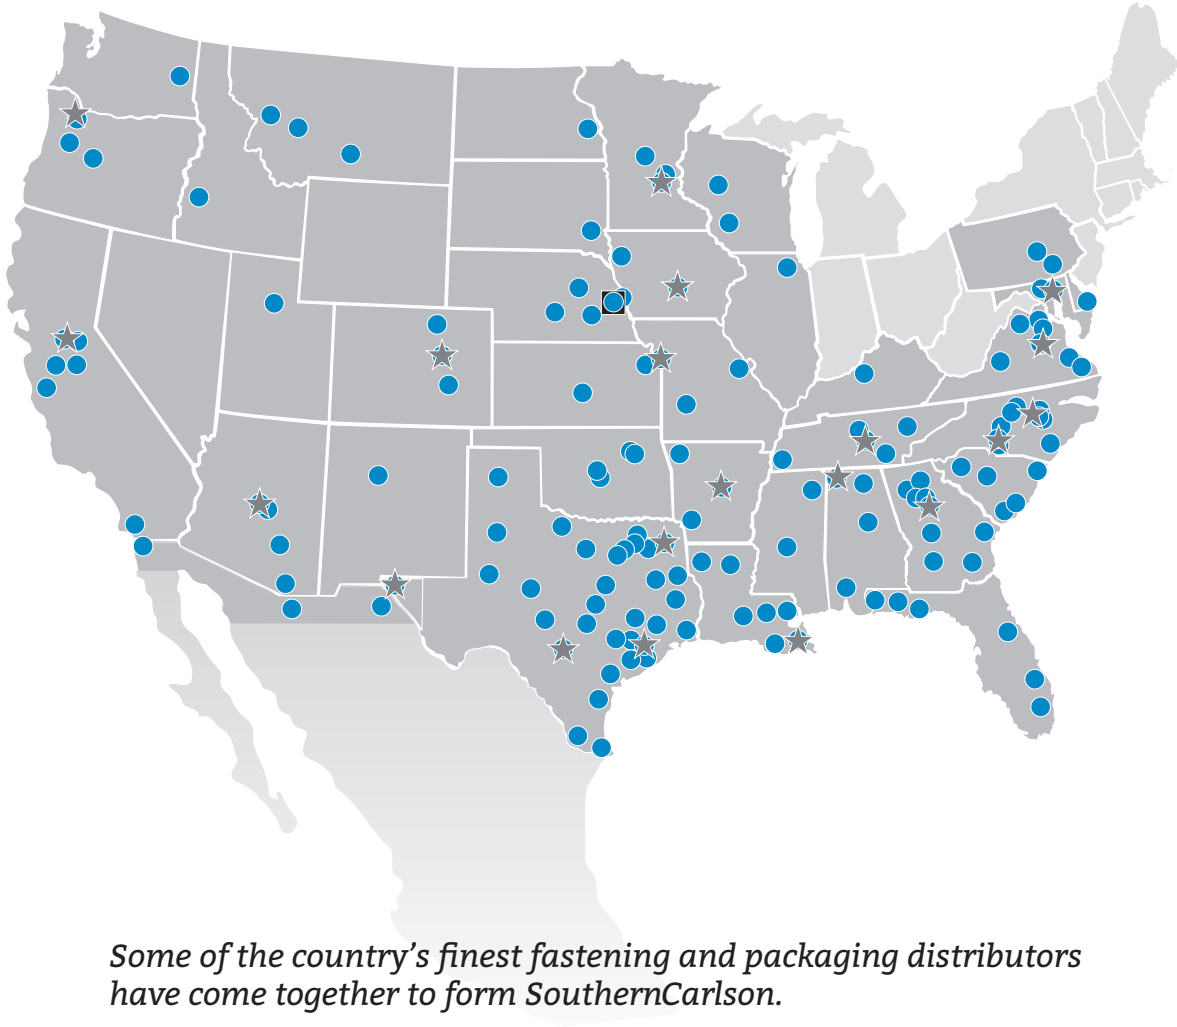 Some of the country’s finest fastening and packaging distributors
have come together to form SouthernCarlson.